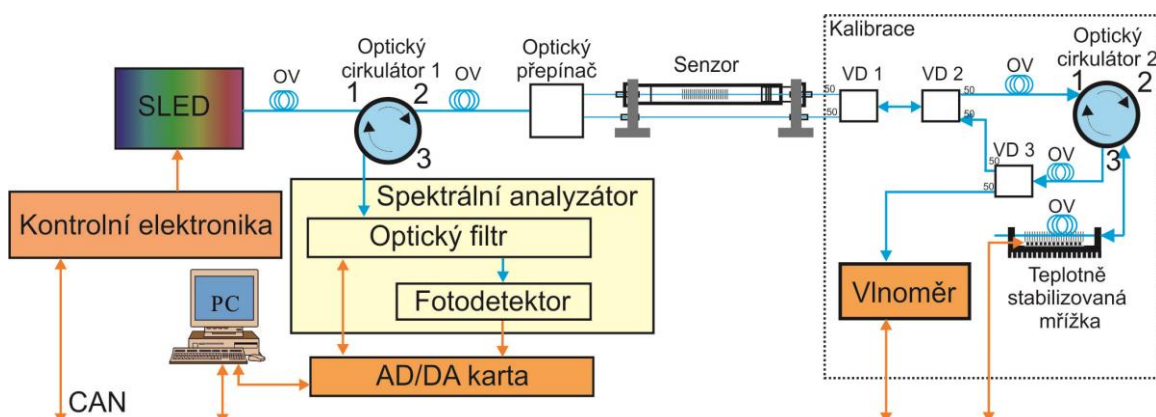 Kalibrace
Optický
cirkulátor 1
Optický
přepínač
Senzor
Optický
cirkulátor 2
SLED
OV
1
2
3
OV
50
50
VD 1
VD 2
50
50
OV
1
2
3
VD 3
50
50
OV
OV
Kontrolní elektronika
Spektrální analyzátor
Optický filtr
Fotodetektor
Vlnoměr
Teplotně
stabilizovaná
mřížka
PC
AD/DA karta
CAN